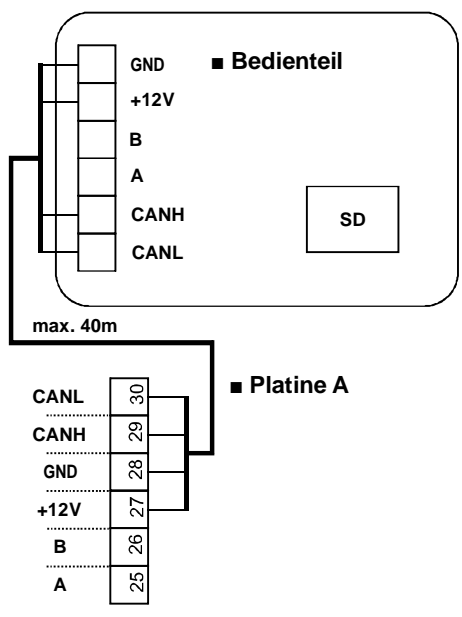 GND ■ Bedienteil
+12V
B
A
CANH
SD
CANL
max. 40m
■ Platine A
CANL 30
CANH 29
GND 28
+12V 27
B 26
A 25